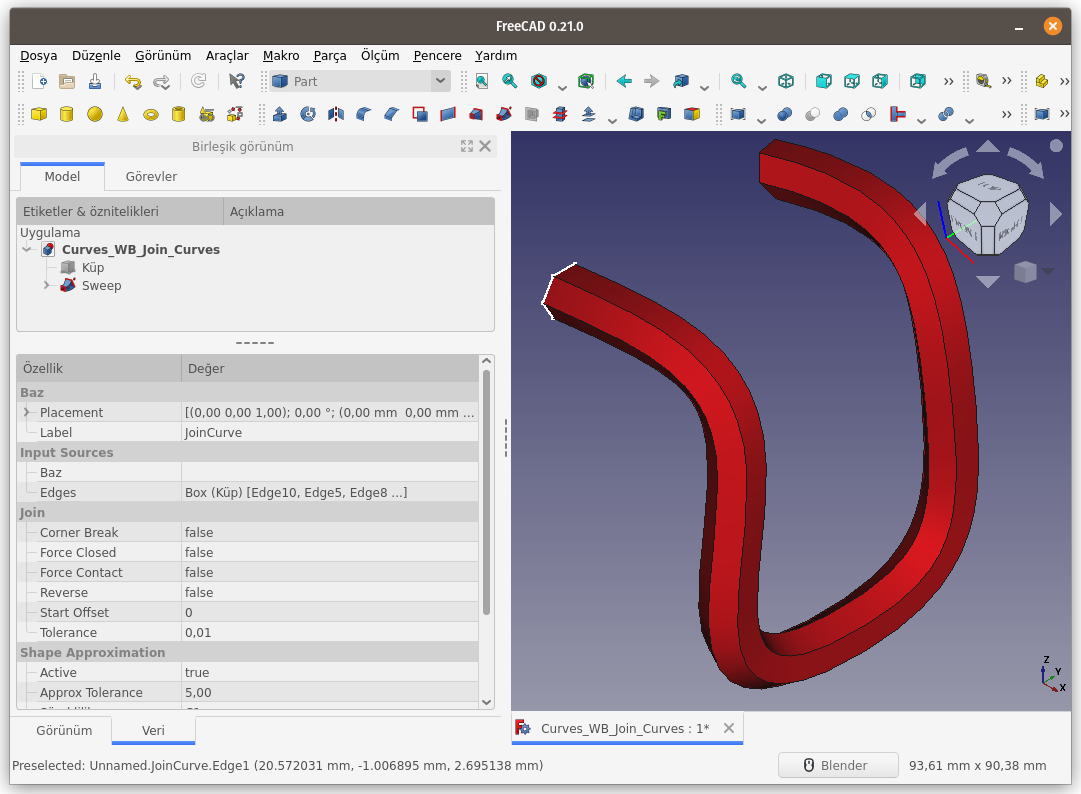 FreeCAD 0.21.0
Dosya Düzenle Görünüm Araçlar Makro Parça Ölçüm Pencere Yardım
Part
Birleşik görünüm
Model Görevler
Etiketler & öznitelikleri Açıklama
Uygulama
Curves_WB_Join_Curves
Küp
Sweep
Özellik Değer
Baz
Placement [(0,00 0,00 1,00); 0,00 °; (0,00 mm 0,00 mm ...
Label JoinCurve
Input Sources
Baz
Edges Box (Küp) [Edge10, Edge5, Edge8 ...]
Join
Corner Break false
Force Closed false
Force Contact false
Reverse false
Start Offset 0
Tolerance 0,01
Shape Approximation
Active true
Approx Tolerance 5,00
Görünüm Veri
Z
Y
X
Curves_WB_Join_Curves : 1*
Preselected: Unnamed.JoinCurve.Edge1 (20.572031 mm, -1.006895 mm, 2.695138 mm) Blender 93,61 mm x 90,38 mm